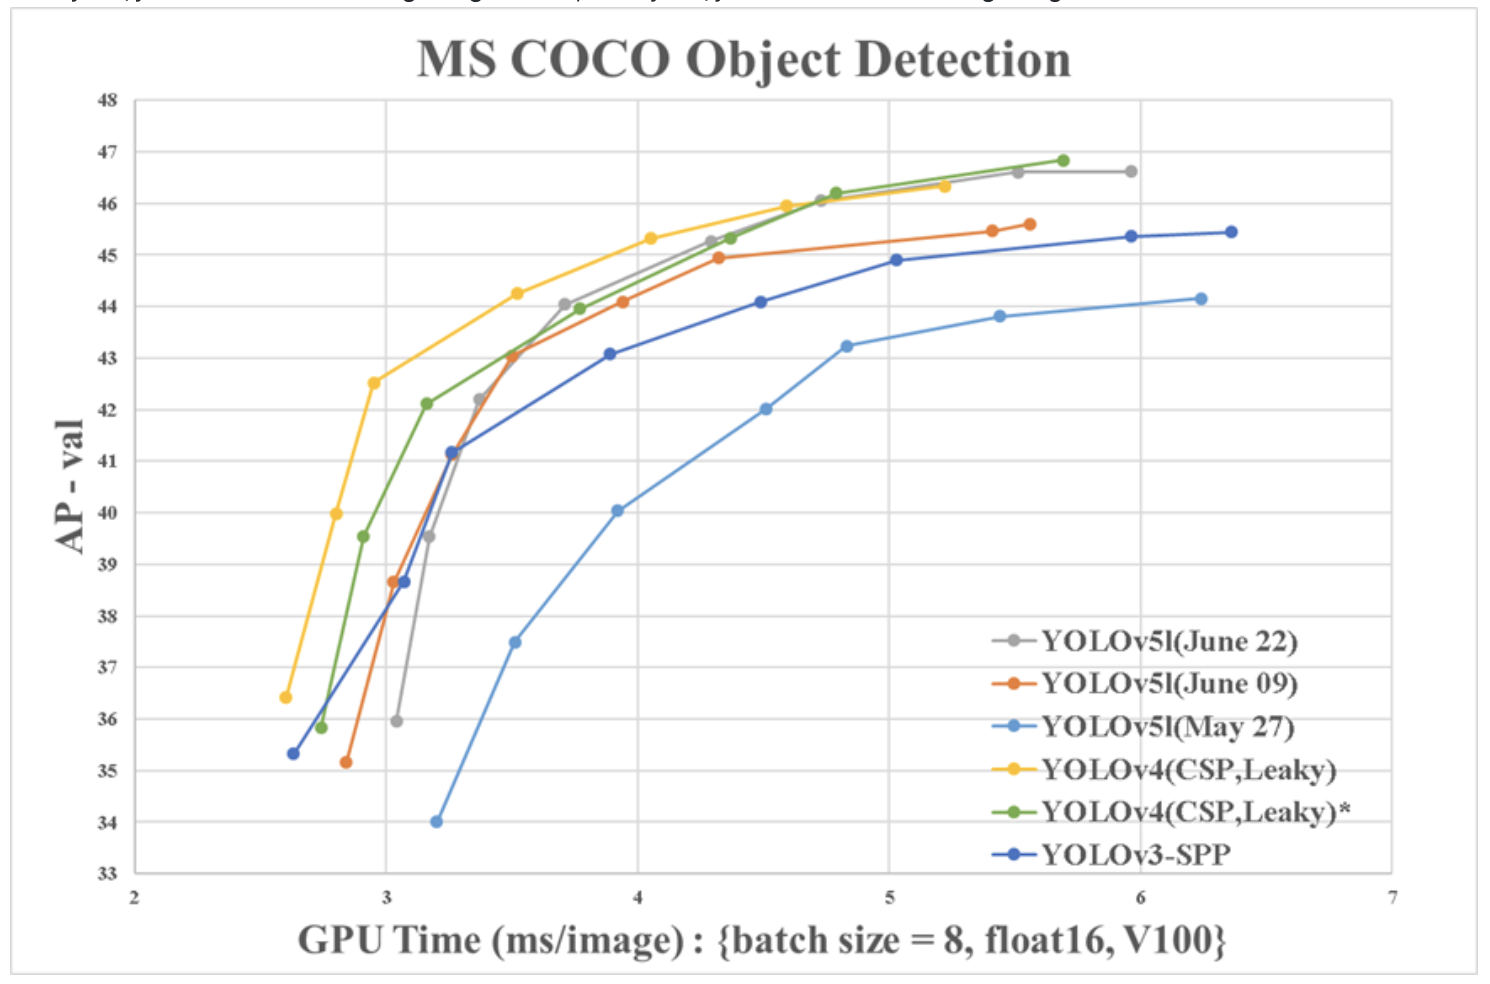 MS COCO Object Detection
48
47
46
45
44
43
42
41
40
39
38
37
36
35
34
33
AP - val
YOLOv5l(June 22)
YOLOv5l(June 09)
YOLOv5l(May 27)
YOLOv4(CSP,Leaky)
YOLOv4(CSP,Leaky)*
YOLOv3-SPP
2 3 4 5 6 7
GPU Time (ms/image) : {batch size = 8, float16, V100}